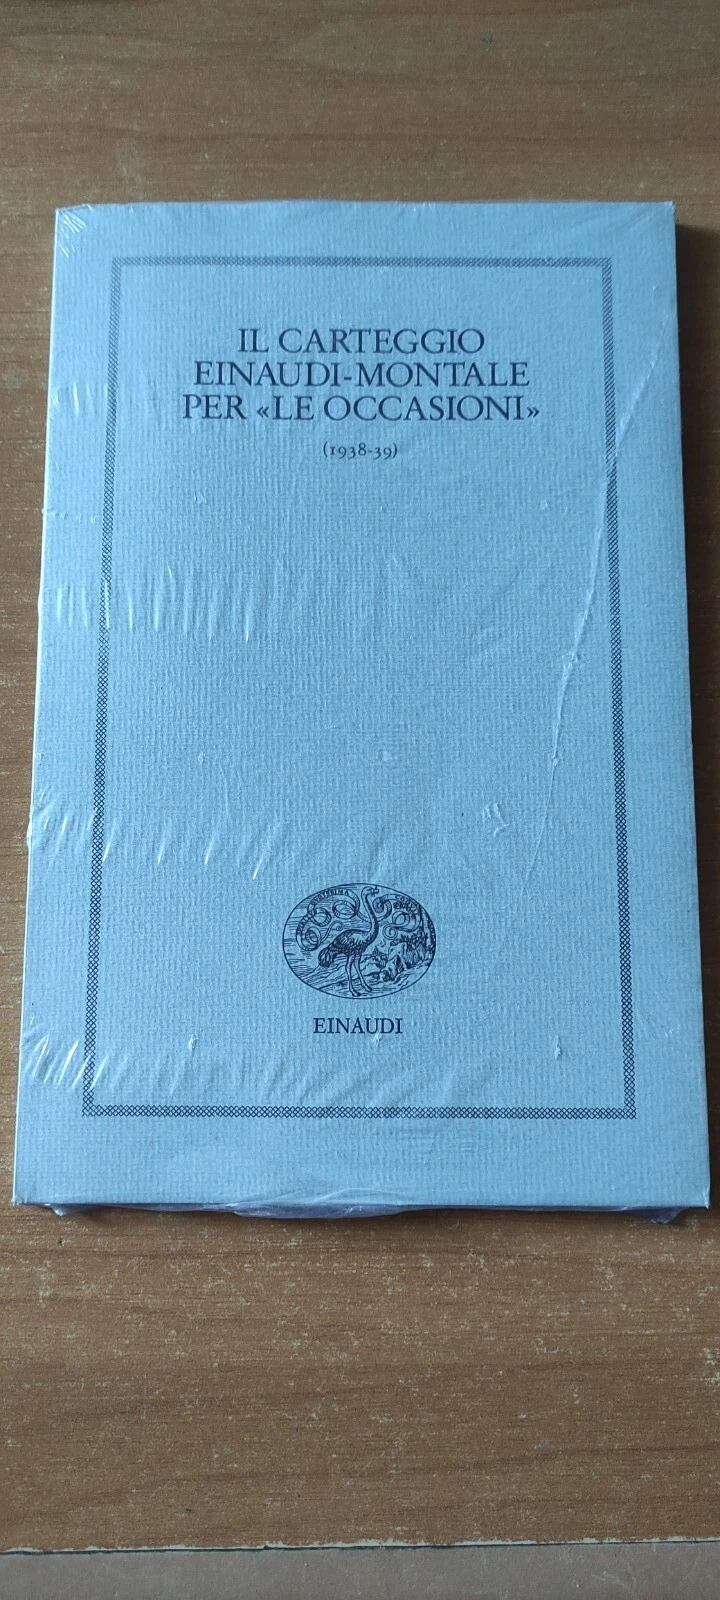 IL CARTEGGIO
EINAUDI-MONTALE
PER «LE OCCASIONI»
(1938-39)
EINAUDI